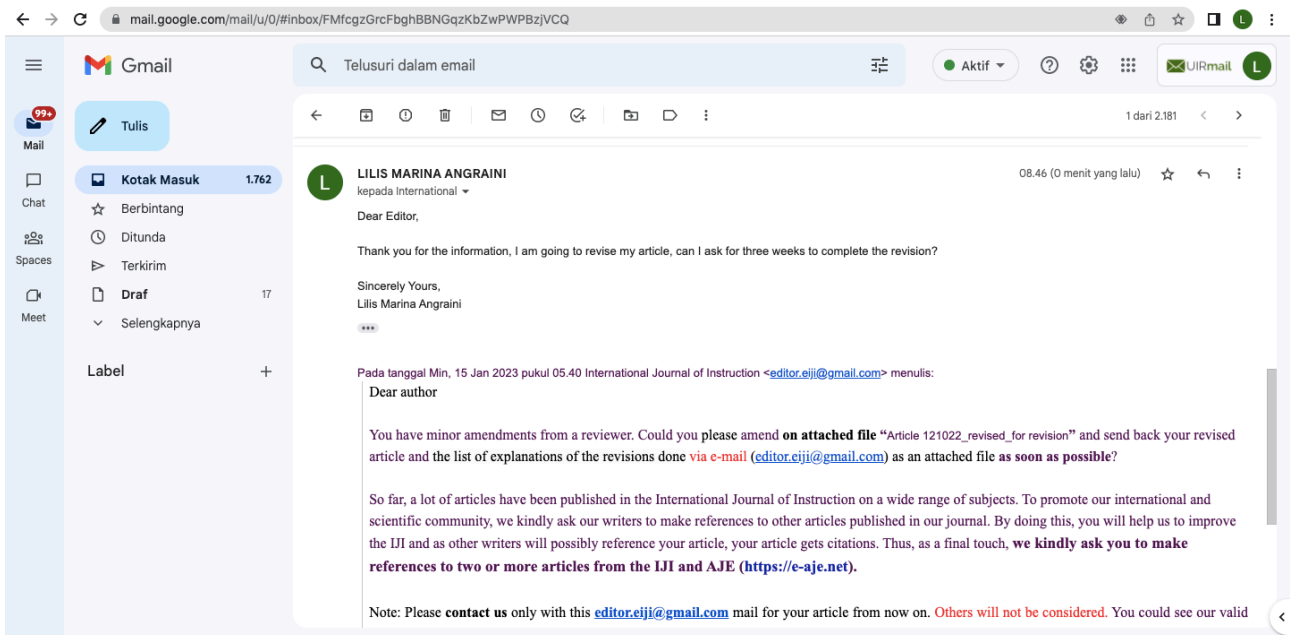 mail.google.com/mail/u/0/#inbox/FMfcgzGrcFbghBBNGqzKbZwPWPBzjVCQ
L
Gmail
Telusuri dalam email
Aktif
UIRmail
L
99+
Mail
Chat
Spaces
Meet
Tulis
Kotak Masuk 1.762
Berbintang
Ditunda
Terkirim
Draf 17
Selengkapnya
Label
1 dari 2.181
L
LILIS MARINA ANGRAINI
08.46 (0 menit yang lalu)
kepada International
Dear Editor,
Thank you for the information, I am going to revise my article, can I ask for three weeks to complete the revision?
Sincerely Yours,
Lilis Marina Angraini
Pada tanggal Min, 15 Jan 2023 pukul 05.40 International Journal of Instruction <editor.eiji@gmail.com> menulis:
Dear author
You have minor amendments from a reviewer. Could you please amend on attached file “Article 121022_revised_for revision” and send back your revised
article and the list of explanations of the revisions done via e-mail (editor.eiji@gmail.com) as an attached file as soon as possible?
So far, a lot of articles have been published in the International Journal of Instruction on a wide range of subjects. To promote our international and
scientific community, we kindly ask our writers to make references to other articles published in our journal. By doing this, you will help us to improve
the IJI and as other writers will possibly reference your article, your article gets citations. Thus, as a final touch, we kindly ask you to make
references to two or more articles from the IJI and AJE (https://e-aje.net).
Note: Please contact us only with this editor.eiji@gmail.com mail for your article from now on. Others will not be considered. You could see our valid